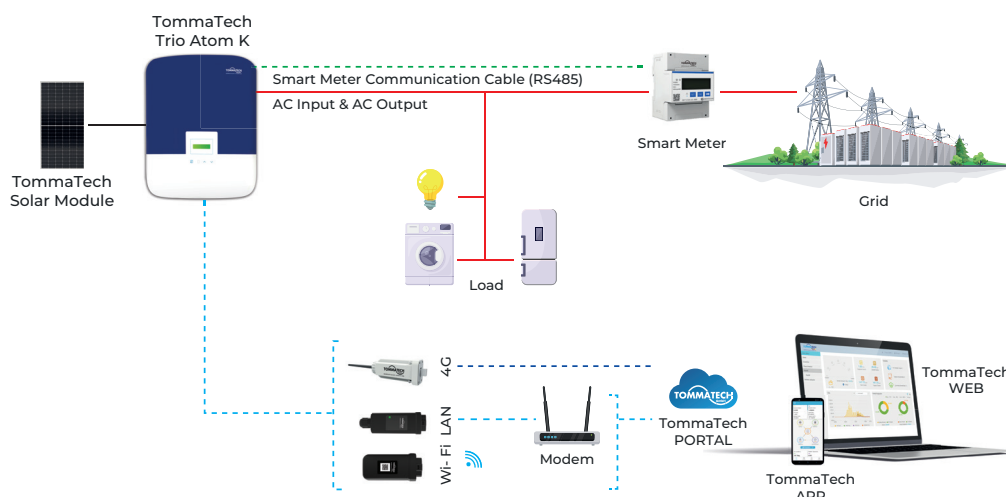 TommaTech
Trio Atom K
Smart Meter Communication Cable (RS485)
AC Input & AC Output
Smart Meter
Grid
TommaTech
Solar Module
Load
4G
LAN
Wi- Fi
Modem
TOMMATECH
TommaTech
PORTAL
TommaTech
WEB
TommaTech
APP